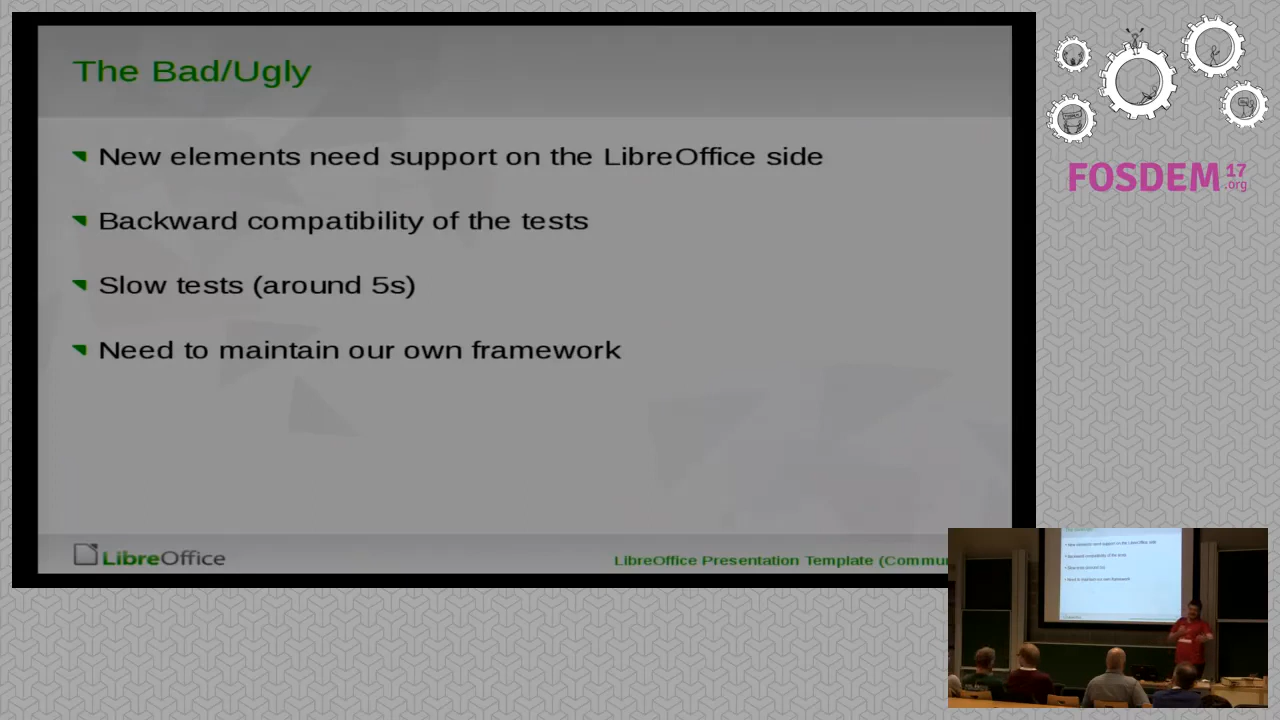 The Bad/Ugly
New elements need support on the LibreOffice side
Backward compatibility of the tests
Slow tests (around 5s)
Need to maintain our own framework
LibreOffice
LibreOffice Presentation Template (Commu
FOSDEM 17
.org